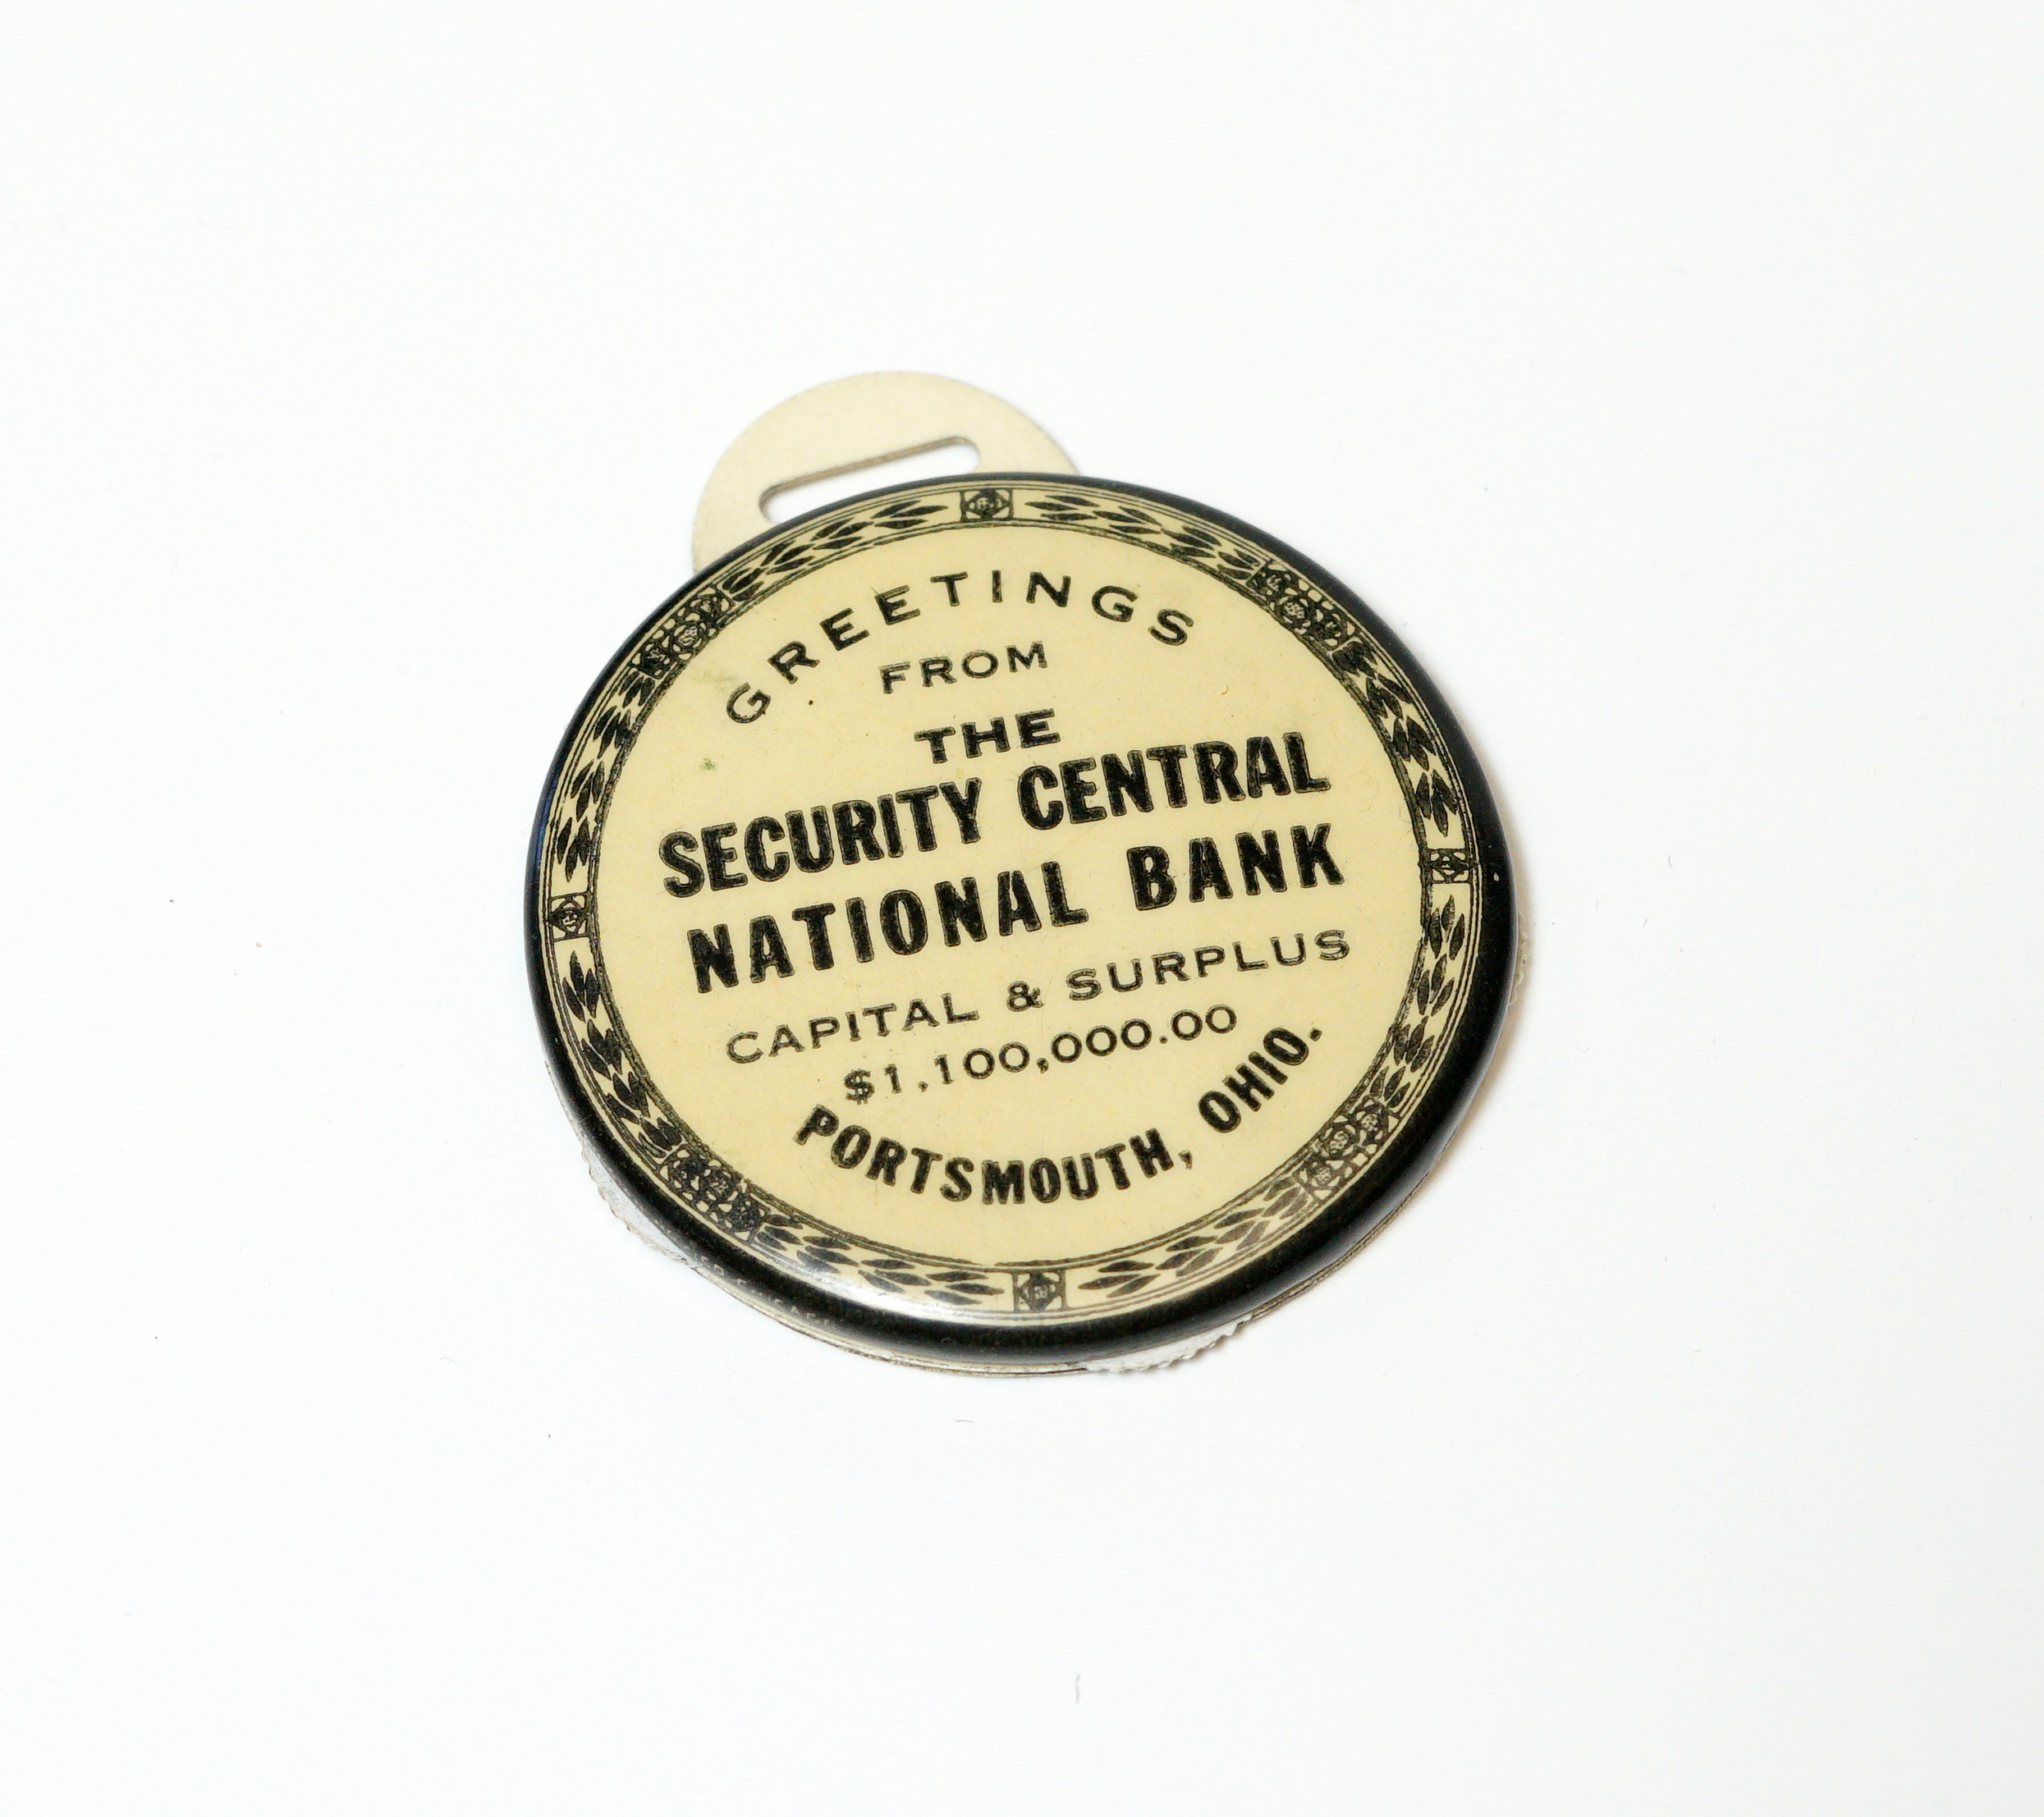 GREETINGS
FROM
THE
SECURITY CENTRAL
NATIONAL BANK
CAPITAL & SURPLUS
$1,100,000.00
PORTSMOUTH, OHIO.